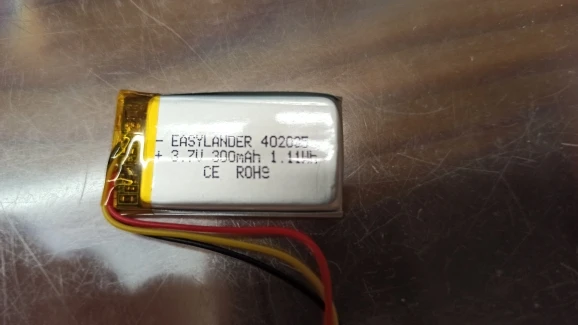 - EASYLANDER 402035
+ 3.7V 300mAh 1.11Wh
CE ROHS